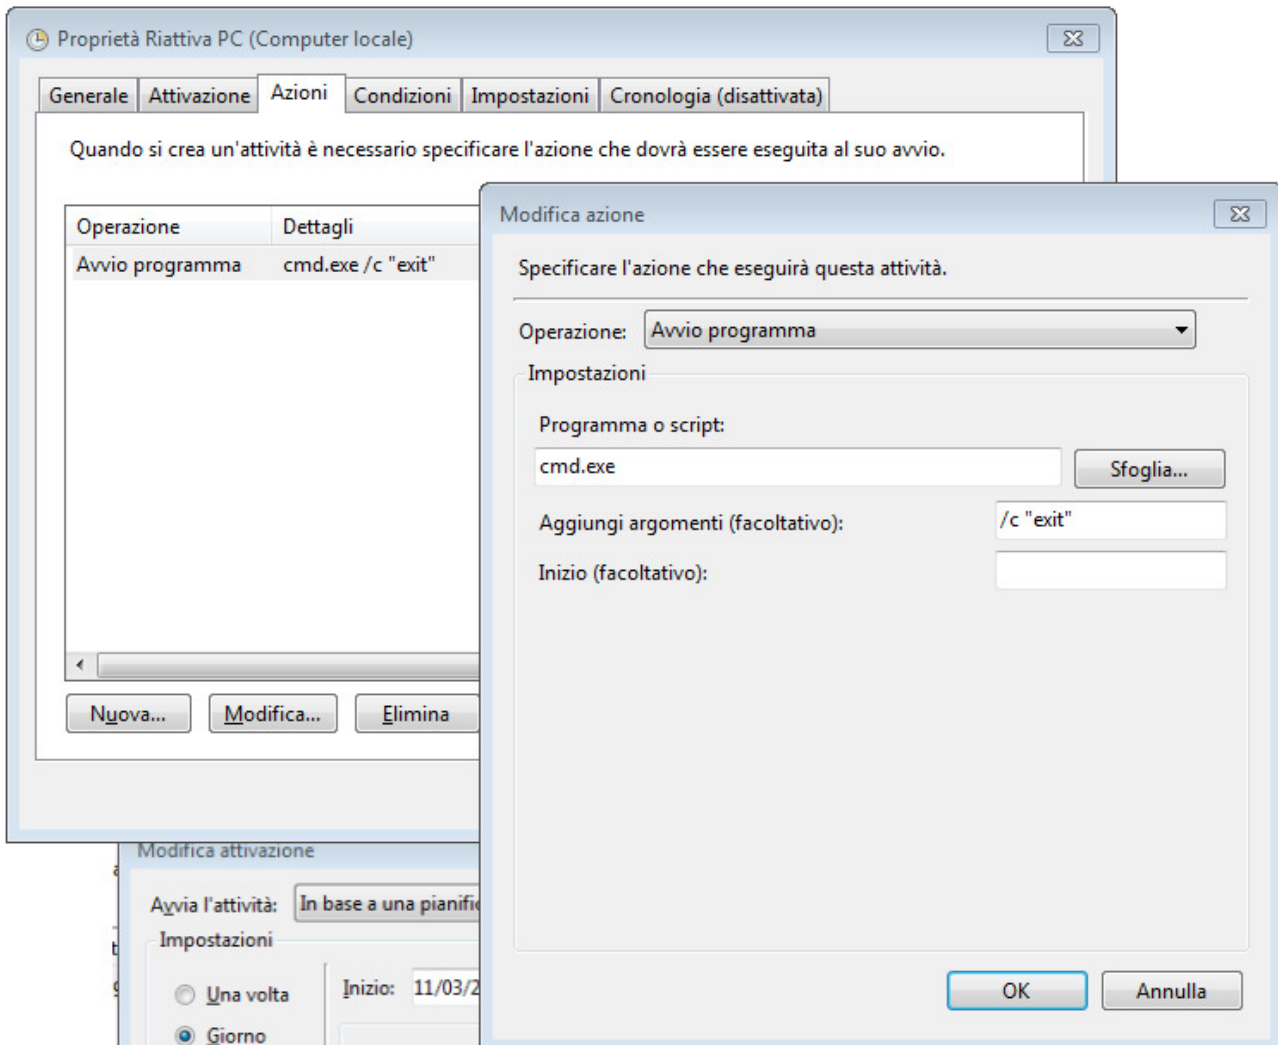 Proprietà Riattiva PC (Computer locale)
Generale Attivazione Azioni Condizioni Impostazioni Cronologia (disattivata)
Quando si crea un'attività è necessario specificare l'azione che dovrà essere eseguita al suo avvio.
Operazione Dettagli
Avvio programma cmd.exe /c "exit"
Nuova... Modifica... Elimina
Modifica azione
Specificare l'azione che eseguirà questa attività.
Operazione: Avvio programma
Impostazioni
Programma o script:
cmd.exe Sfoglia...
Aggiungi argomenti (facoltativo): /c "exit"
Inizio (facoltativo):
OK Annulla
Modifica attivazione
Avvia l'attività: In base a una
Impostazioni
Una volta Inizio: 11/03/2
Giorno